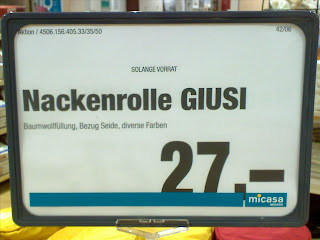 Aktion / 4506.156.405.33/35/50 42/06
SOLANGE VORRAT
Nackenrolle GIUSI
Baumwollfüllung, Bezug Seide, diverse Farben
27.–
micasa